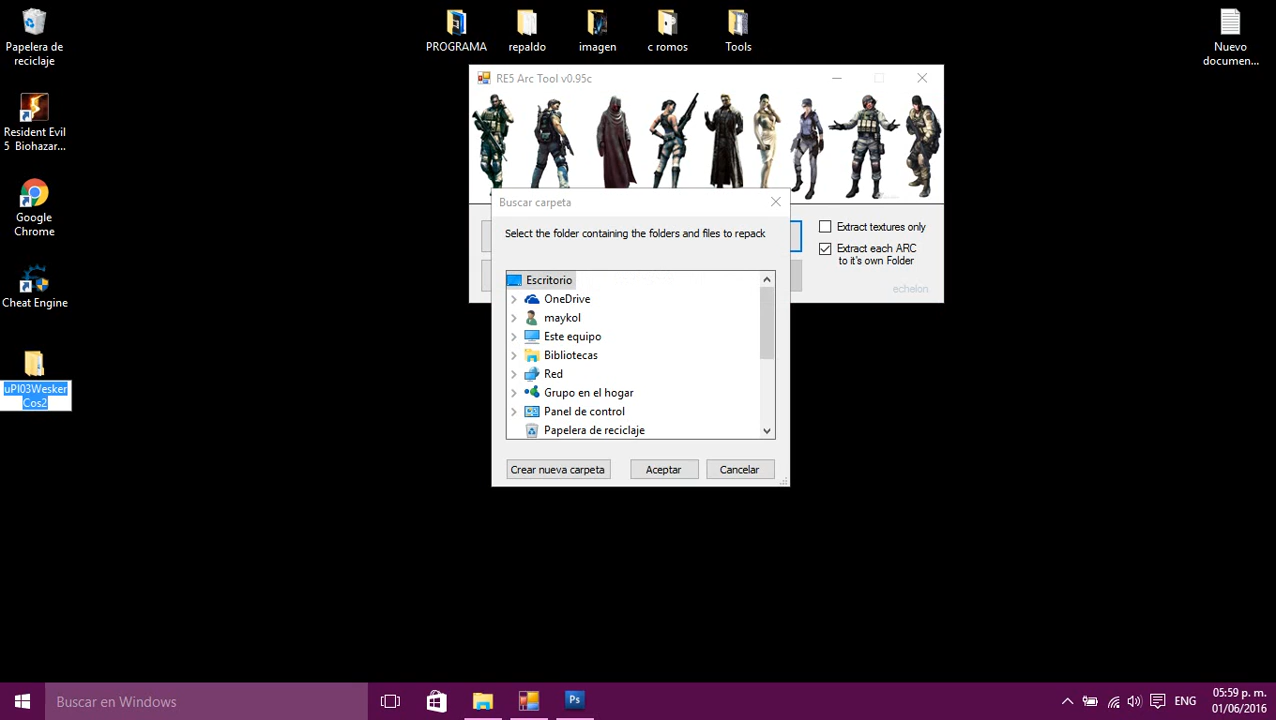 Papelera de
reciclaje
PROGRAMA
repaldo
imagen
c romos
Tools
Nuevo
documen...
Resident Evil
5 Biohazar...
Google
Chrome
Cheat Engine
uPl03Wesker
Cos2
RE5 Arc Tool v0.95c
Extract textures only
Extract each ARC
to it's own Folder
echelon
Buscar carpeta
Select the folder containing the folders and files to repack
Escritorio
OneDrive
maykol
Este equipo
Bibliotecas
Red
Grupo en el hogar
Panel de control
Papelera de reciclaje
Crear nueva carpeta
Aceptar
Cancelar
Buscar en Windows
Ps
ENG
05:59 p. m.
01/06/2016